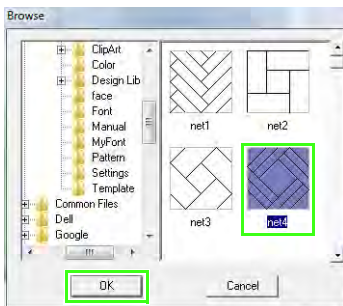 Browse
ClipArt
Color
Design Lib
face
Font
Manual
MyFont
Pattern
Settings
Template
Common Files
Dell
Google
net1
net2
net3
net4
OK
Cancel